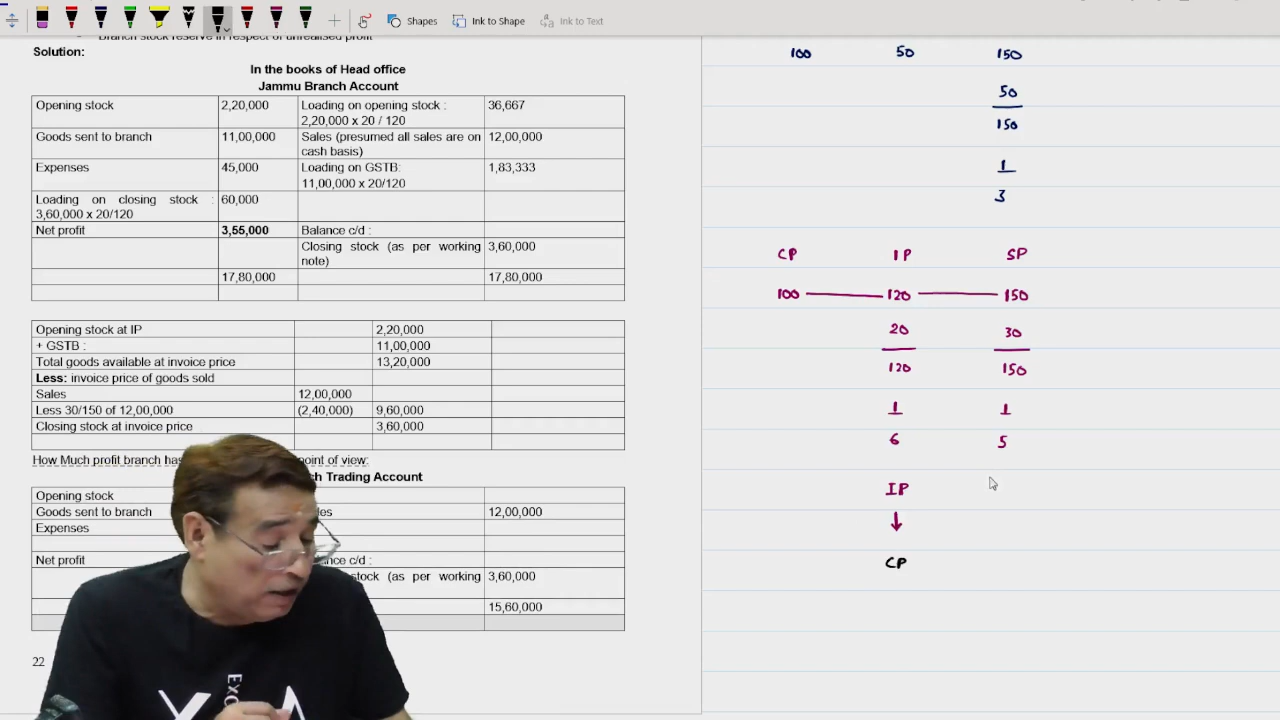 Shapes Ink to Shape Ink to Text
Branch stock reserve in respect of unrealised profit
Solution:
In the books of Head office
Jammu Branch Account
Opening stock 2,20,000 Loading on opening stock : 36,667
2,20,000 x 20 / 120
Goods sent to branch 11,00,000 Sales (presumed all sales are on 12,00,000
cash basis)
Expenses 45,000 Loading on GSTB: 1,83,333
11,00,000 x 20/120
Loading on closing stock : 60,000
3,60,000 x 20/120
Net profit 3,55,000 Balance c/d :
Closing stock (as per working 3,60,000
note)
17,80,000 17,80,000
Opening stock at IP 2,20,000
+ GSTB : 11,00,000
Total goods available at invoice price 13,20,000
Less: invoice price of goods sold
Sales 12,00,000
Less 30/150 of 12,00,000 (2,40,000) 9,60,000
Closing stock at invoice price 3,60,000
How Much profit branch has point of view:
Trading Account
Opening stock
Goods sent to branch 12,00,000
Expenses
Net profit c/d :
stock (as per working 3,60,000
15,60,000
22
100 50 150
50
150
1
3
CP IP SP
100 120 150
20 30
120 150
1 1
6 5
IP
CP